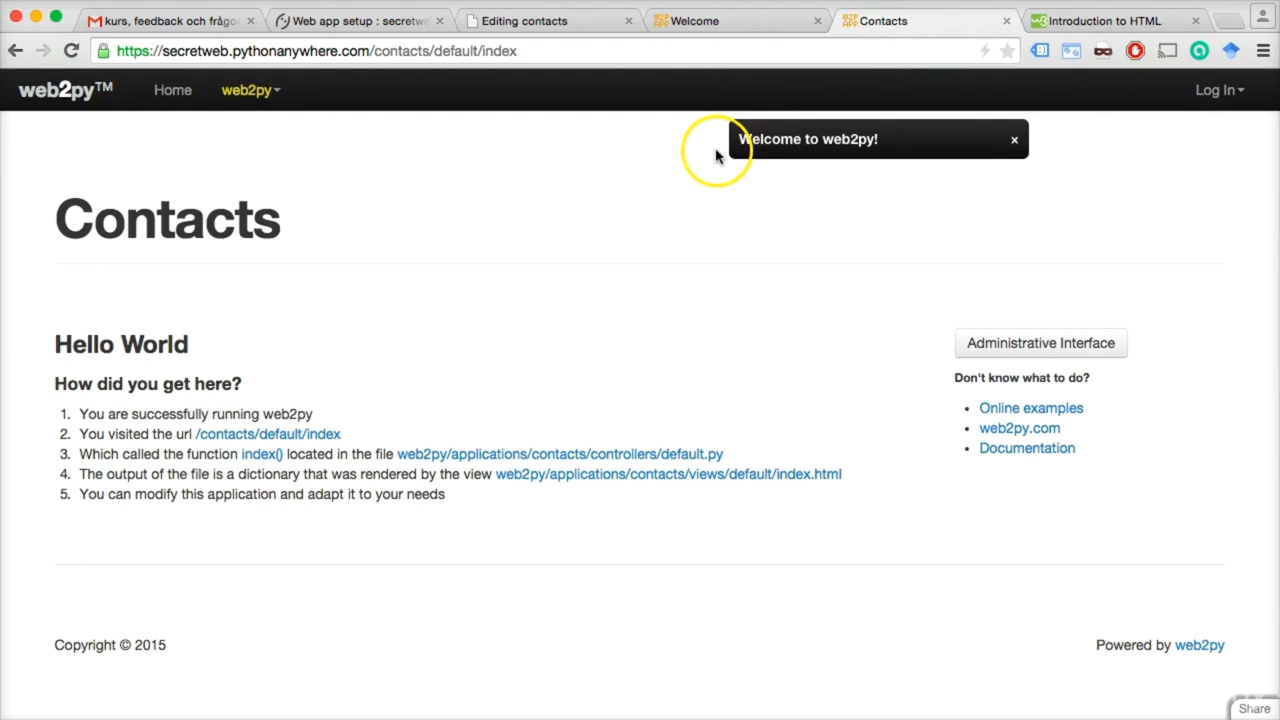 kurs, feedback och frågor
Web app setup : secretwe
Editing contacts
Welcome
Contacts
Introduction to HTML
https://secretweb.pythonanywhere.com/contacts/default/index
web2py™
Home
web2py
Log In
Welcome to web2py!
×
Contacts
Hello World
How did you get here?
1. You are successfully running web2py
2. You visited the url /contacts/default/index
3. Which called the function index() located in the file web2py/applications/contacts/controllers/default.py
4. The output of the file is a dictionary that was rendered by the view web2py/applications/contacts/views/default/index.html
5. You can modify this application and adapt it to your needs
Administrative Interface
Don't know what to do?
Online examples
web2py.com
Documentation
Copyright © 2015
Powered by web2py
Share